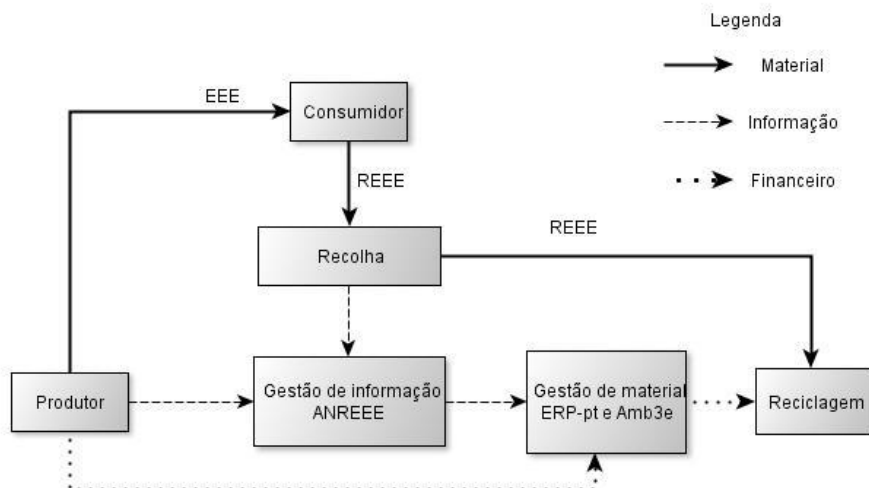 Legenda
Material
Informação
Financeiro
EEE
Consumidor
REEE
Recolha
REEE
Produtor
Gestão de informação
ANREEE
Gestão de material
ERP-pt e Amb3e
Reciclagem